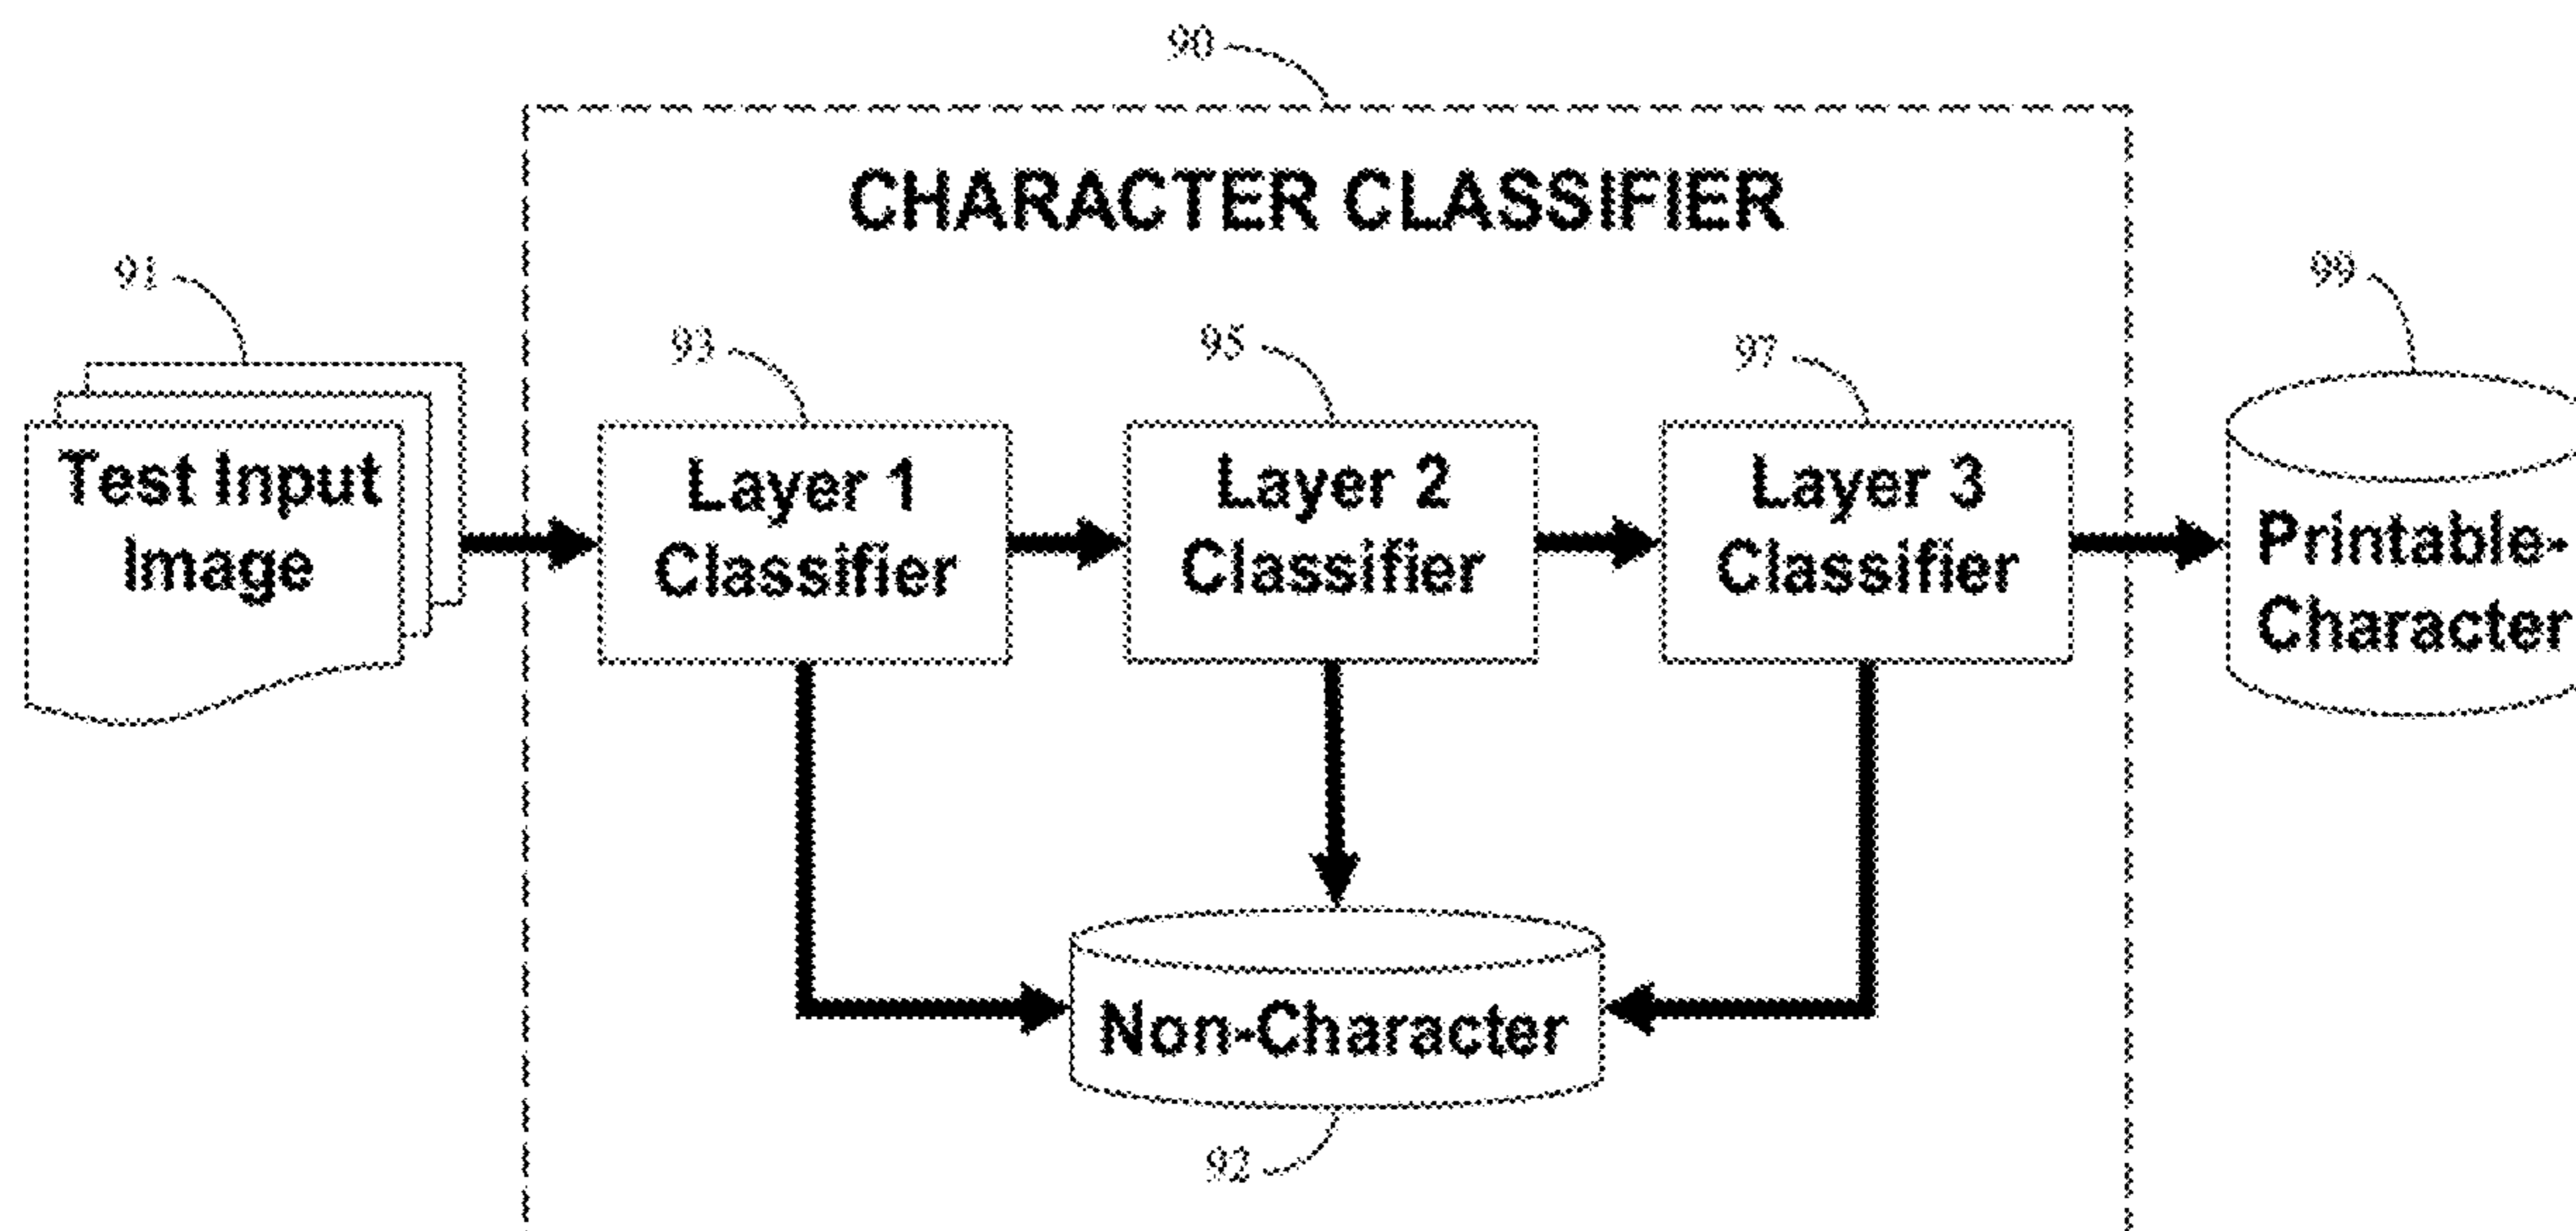 90
CHARACTER CLASSIFIER
91
99
93
95
97
Test Input
Image
Layer 1
Classifier
Layer 2
Classifier
Layer 3
Classifier
Printable-
Character
Non-Character
92